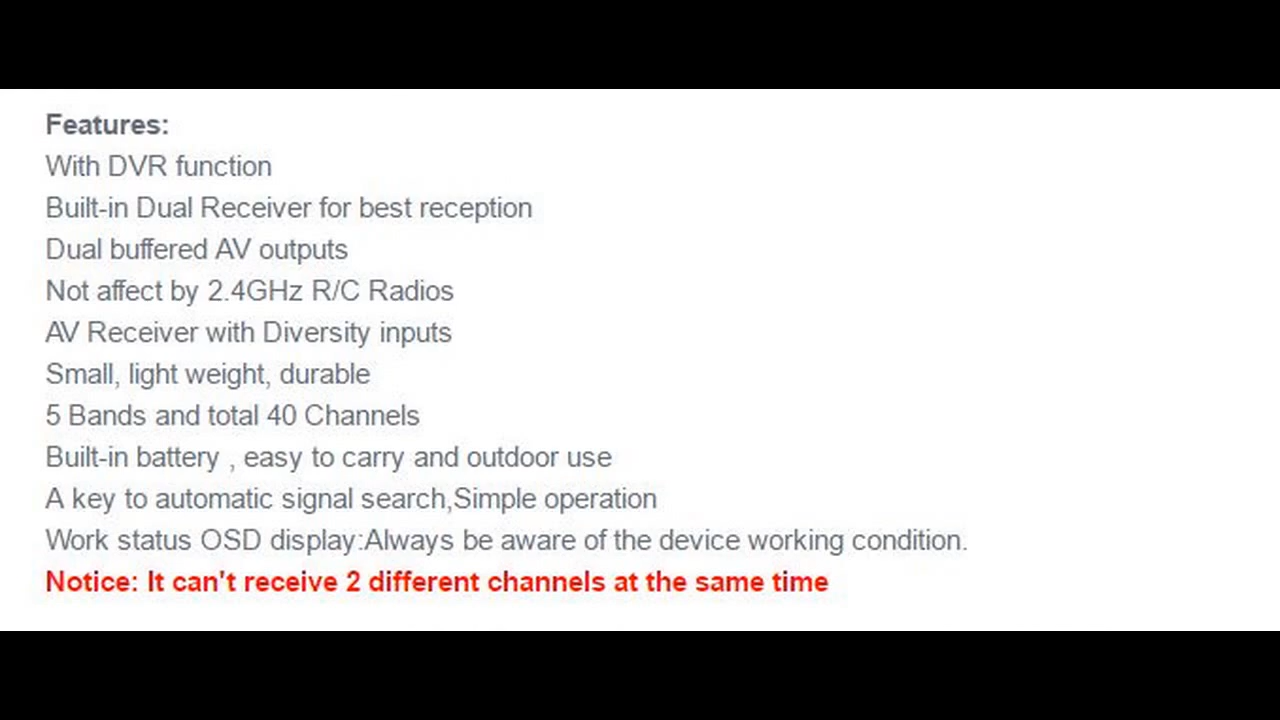 Features:
With DVR function
Built-in Dual Receiver for best reception
Dual buffered AV outputs
Not affect by 2.4GHz R/C Radios
AV Receiver with Diversity inputs
Small, light weight, durable
5 Bands and total 40 Channels
Built-in battery , easy to carry and outdoor use
A key to automatic signal search,Simple operation
Work status OSD display:Always be aware of the device working condition.
Notice: It can't receive 2 different channels at the same time